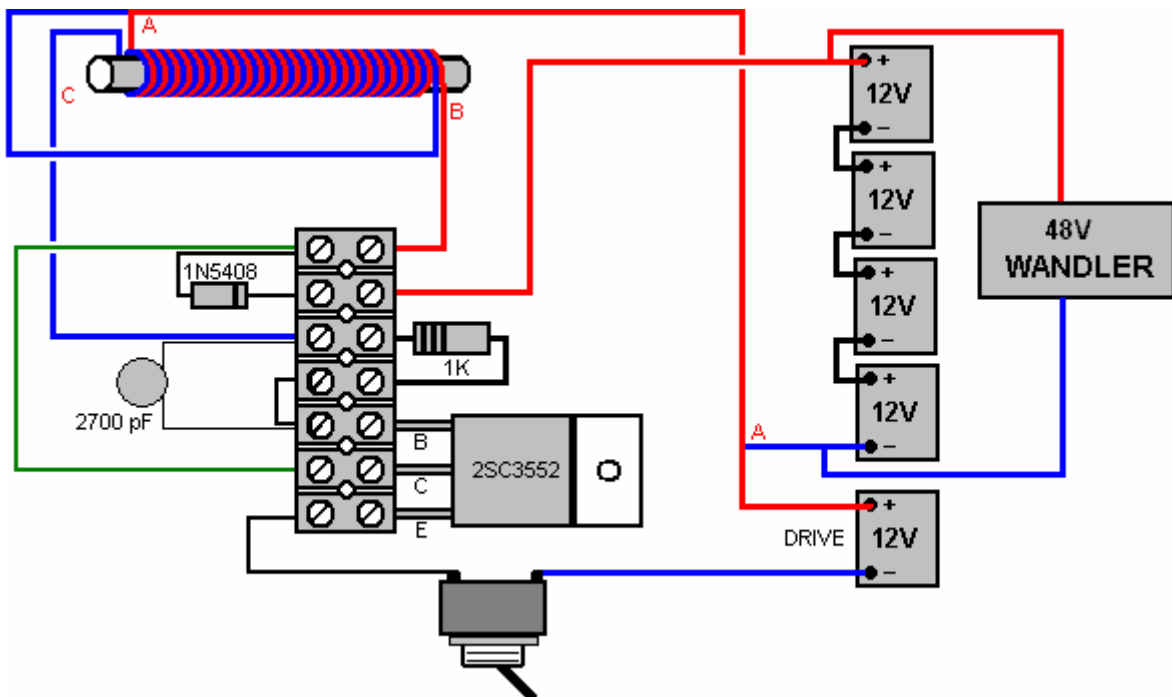 A
C
B
+
12V
–
+
12V
–
+
12V
–
+
12V
–
48V
WANDLER
1N5408
1K
2700 pF
B
C
E
2SC3552
A
DRIVE
+
12V
–